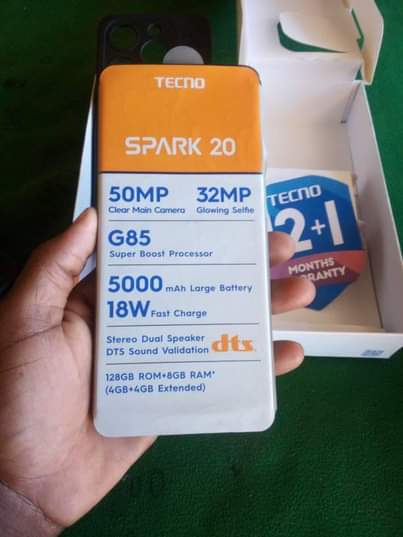 TECNO
SPARK 20
50MP
Clear Main Camera
32MP
Glowing Selfie
G85
Super Boost Processor
5000 mAh Large Battery
18W Fast Charge
Stereo Dual Speaker
DTS Sound Validation dts
128GB ROM+8GB RAM*
(4GB+4GB Extended)
TECNO
2+1
MONTHS